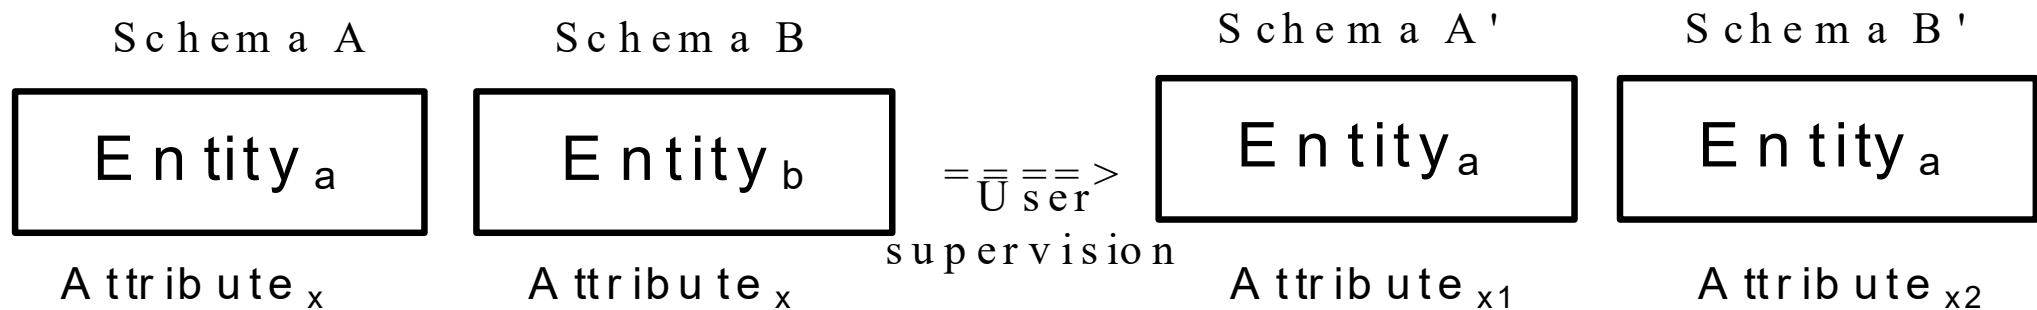 Schema A
Schema B
Schema A'
Schema B'
Entity a
Entity b
====>
Entity a
Entity a
User
supervision
Attribute x
Attribute x
Attribute x1
Attribute x2